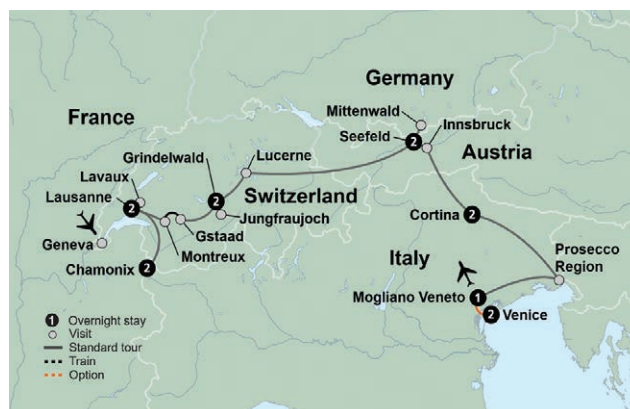 Germany
France
Mittenwald
Seefeld
2
Innsbruck
Grindelwald
Lucerne
Austria
Lavaux
Lausanne
2
2
Switzerland
Jungfraujoch
Cortina
2
Geneva
Gstaad
Montreux
Chamonix
2
Italy
Prosecco
Region
Mogliano Veneto
1
2
Venice
1 Overnight stay
Visit
Standard tour
Train
Option